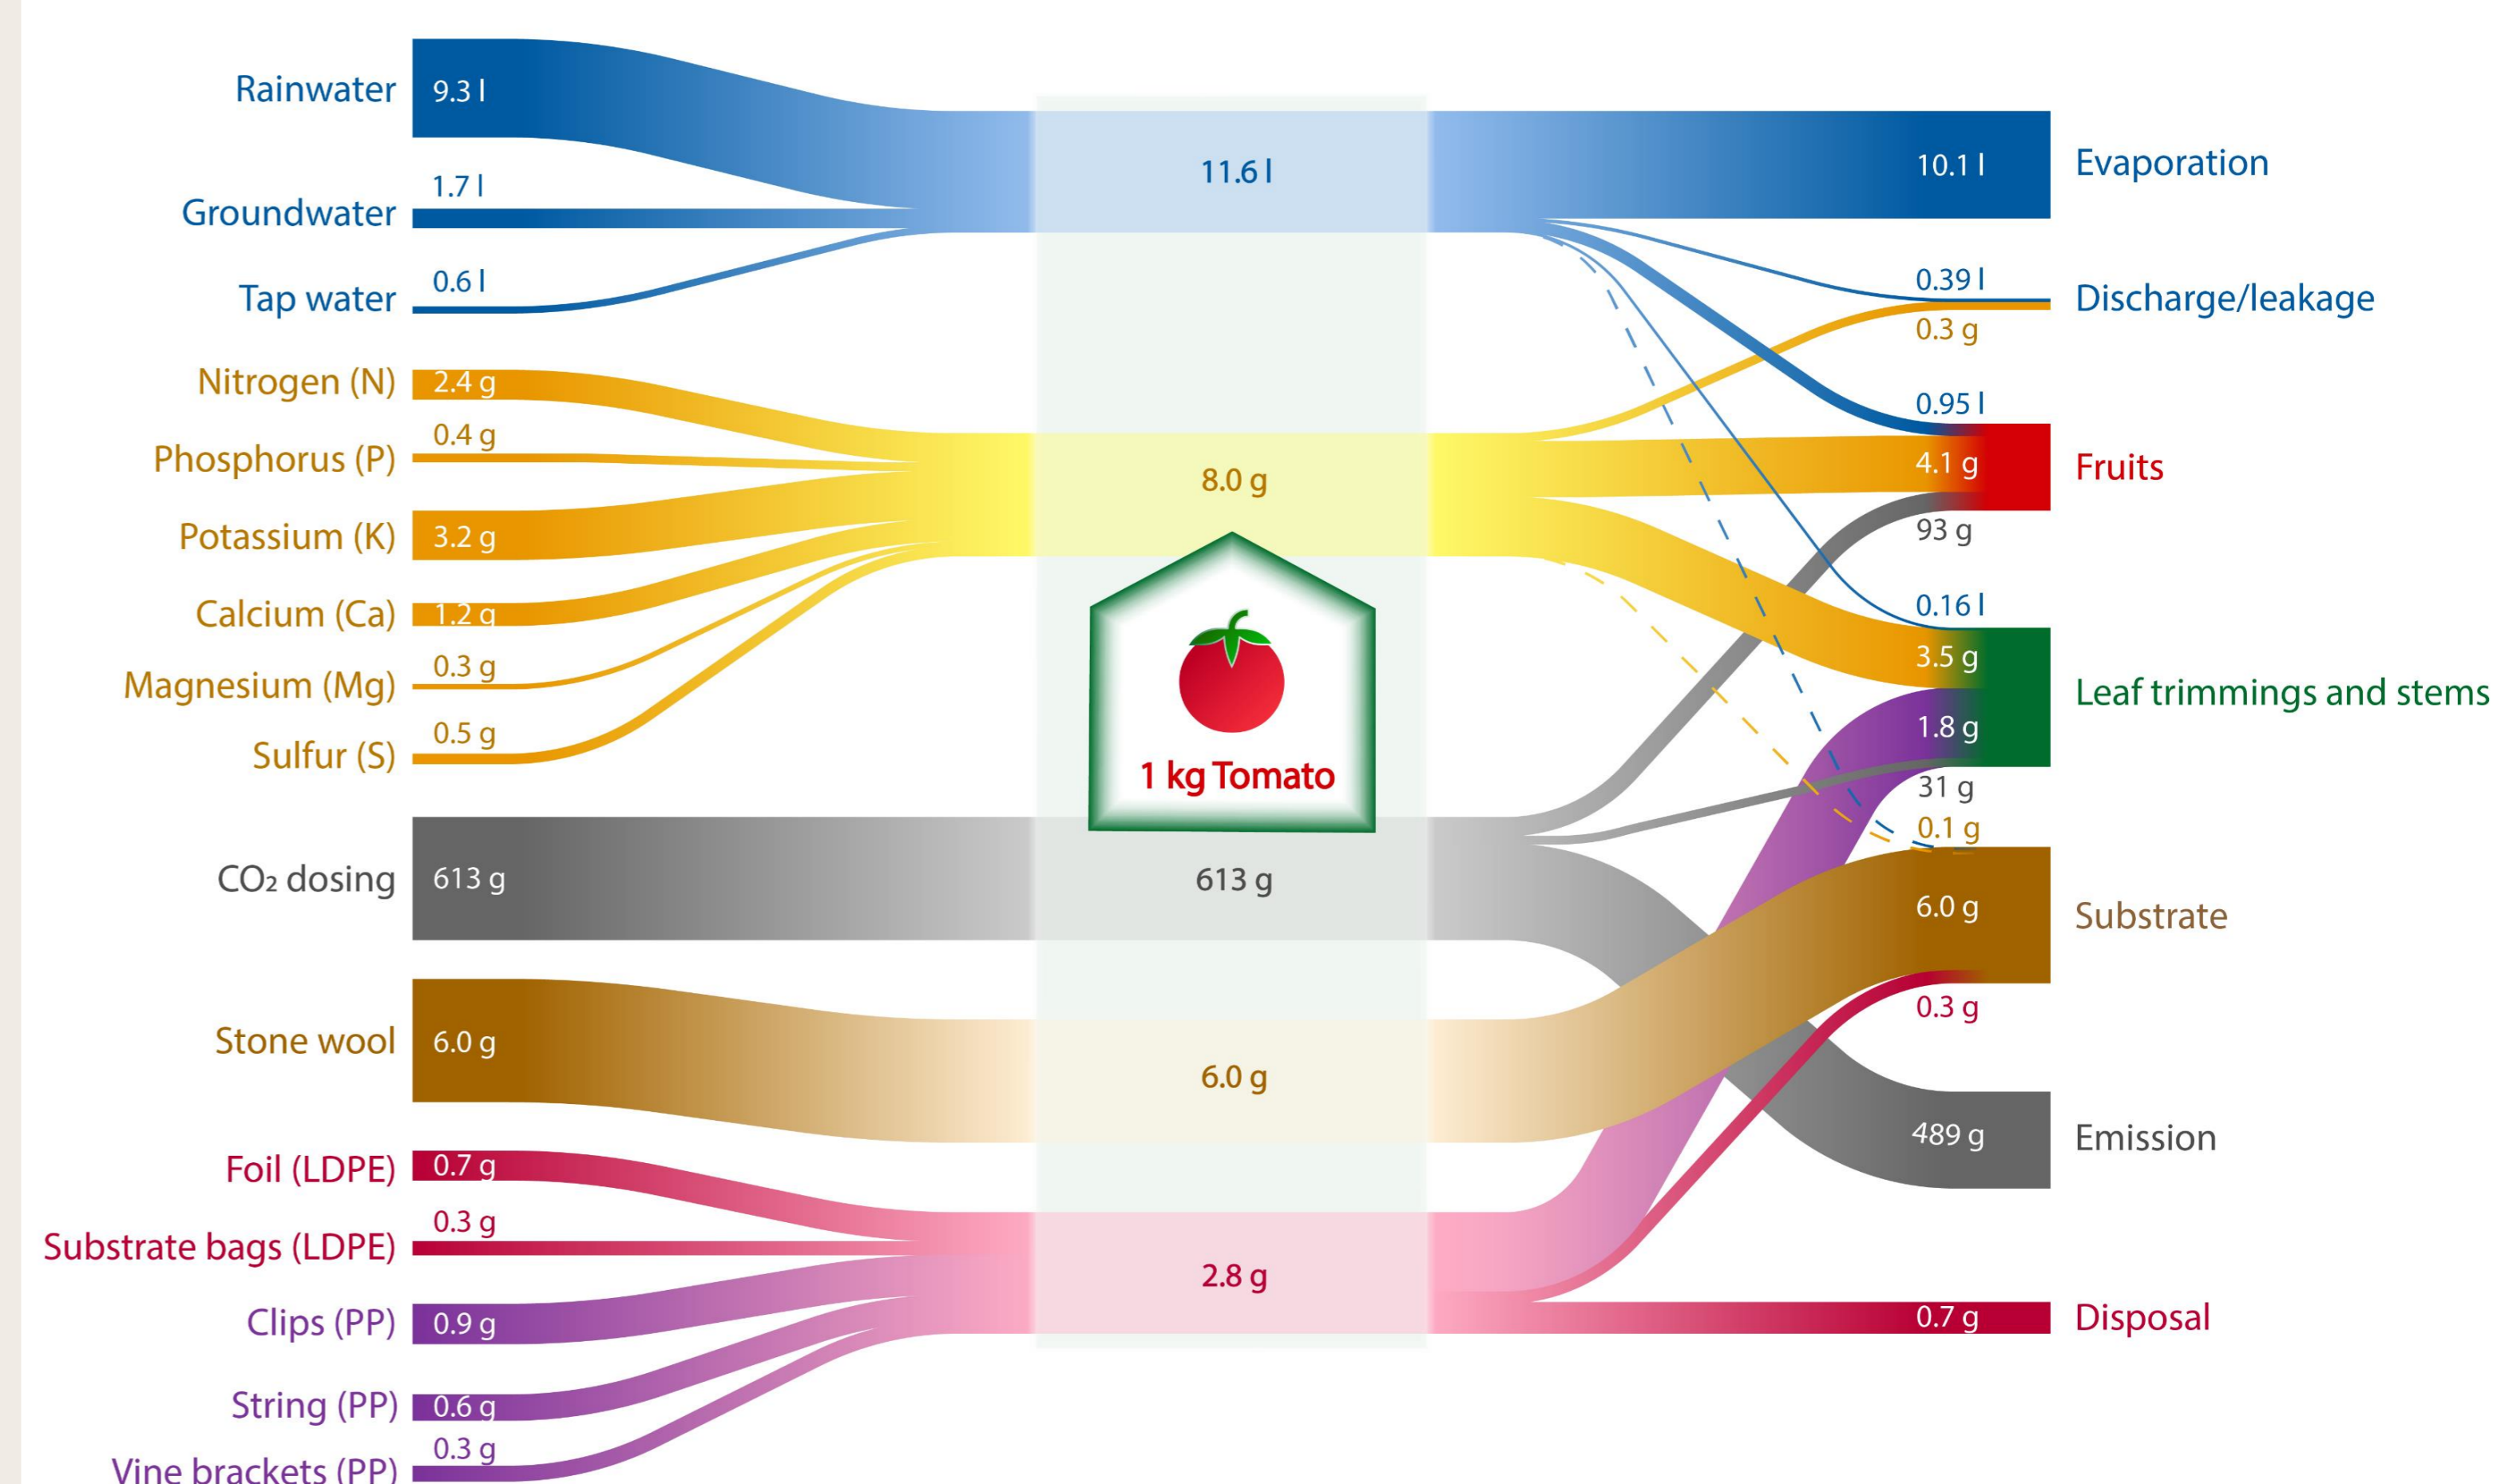 Rainwater 9.3 l
Groundwater 1.7 l
Tap water 0.6 l
Nitrogen (N) 2.4 g
Phosphorus (P) 0.4 g
Potassium (K) 3.2 g
Calcium (Ca) 1.2 g
Magnesium (Mg) 0.3 g
Sulfur (S) 0.5 g
CO₂ dosing 613 g
Stone wool 6.0 g
Foil (LDPE) 0.7 g
Substrate bags (LDPE) 0.3 g
Clips (PP) 0.9 g
String (PP) 0.6 g
Vine brackets (PP) 0.3 g
11.6 l
8.0 g
1 kg Tomato
613 g
6.0 g
2.8 g
10.1 l Evaporation
0.39 l
Discharge/leakage
0.3 g
0.95 l
4.1 g Fruits
93 g
0.16 l
3.5 g
Leaf trimmings and stems
1.8 g
31 g
0.1 g
6.0 g Substrate
0.3 g
489 g Emission
0.7 g Disposal